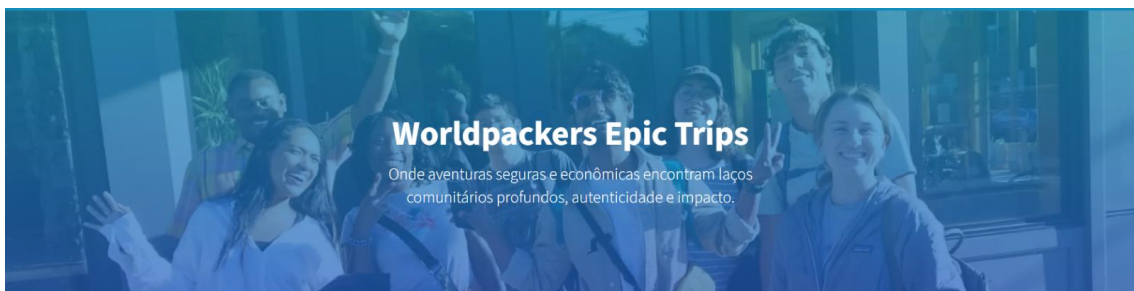 Worldpackers Epic Trips
Onde aventuras seguras e econômicas encontram laços
comunitários profundos, autenticidade e impacto.